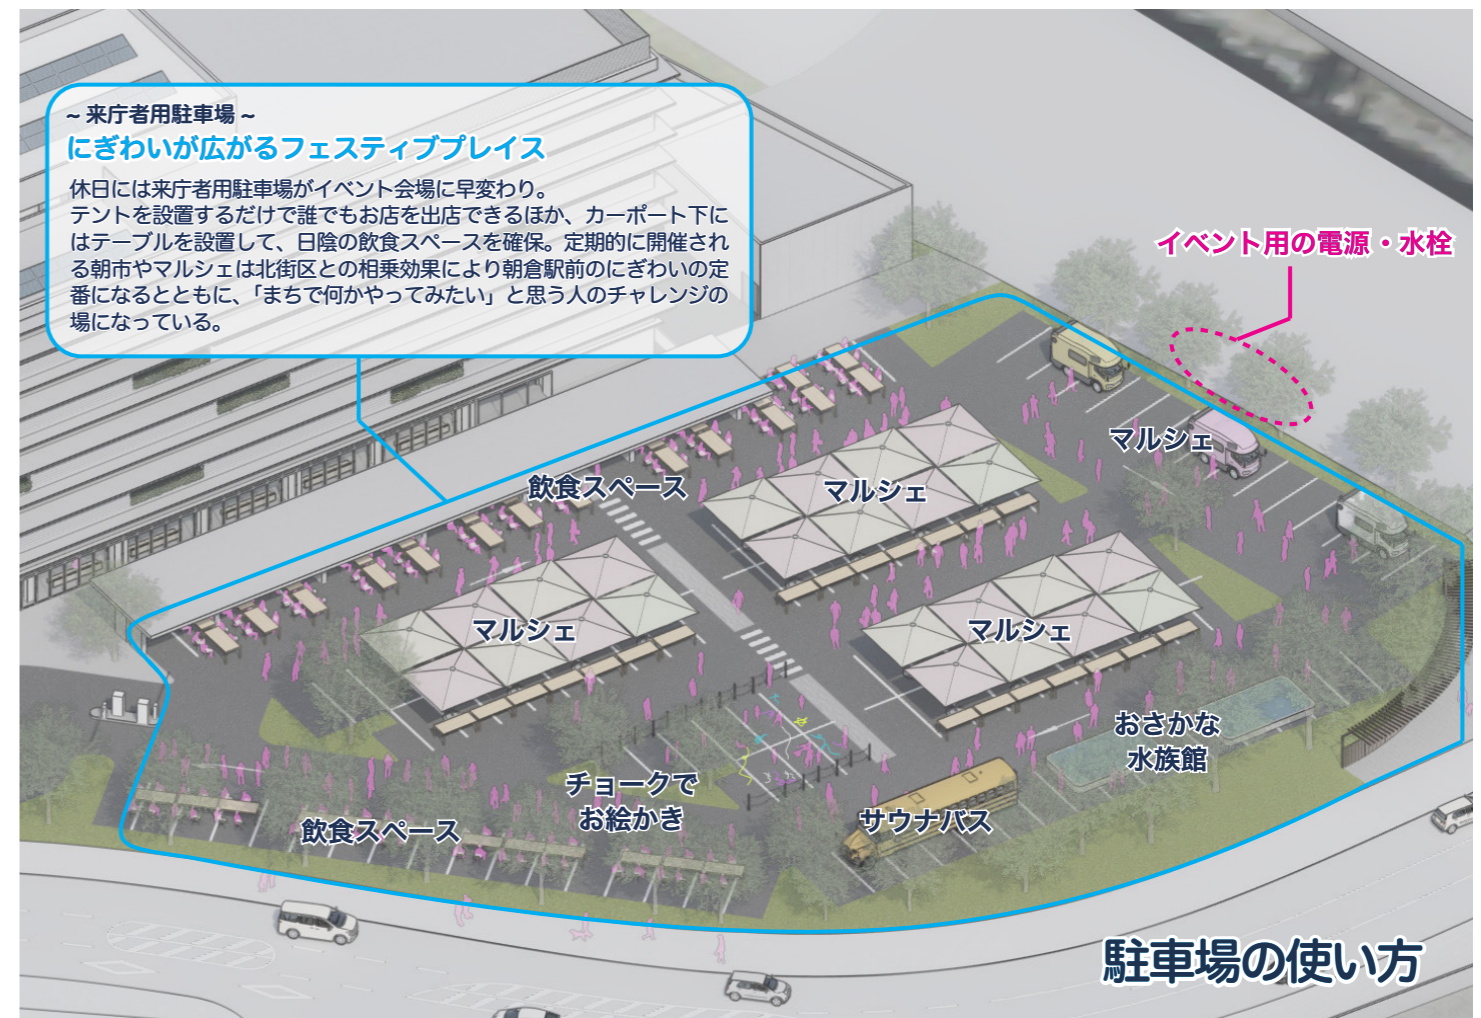 ~ 来庁者用駐車場 ~
にぎわいが広がるフェスティブプレイス
休日には来庁者用駐車場がイベント会場に早変わり。
テントを設置するだけで誰でもお店を出店できるほか、カーポート下に
はテーブルを設置して、日陰の飲食スペースを確保。定期的に開催され
る朝市やマルシェは北街区との相乗効果により朝倉駅前のにぎわいの定
番になるとともに、「まちで何かやってみたい」と思う人のチャレンジの
場になっている。
イベント用の電源・水栓
マルシェ
飲食スペース
マルシェ
マルシェ
マルシェ
おさかな
水族館
チョークで
お絵かき
サウナバス
飲食スペース
駐車場の使い方